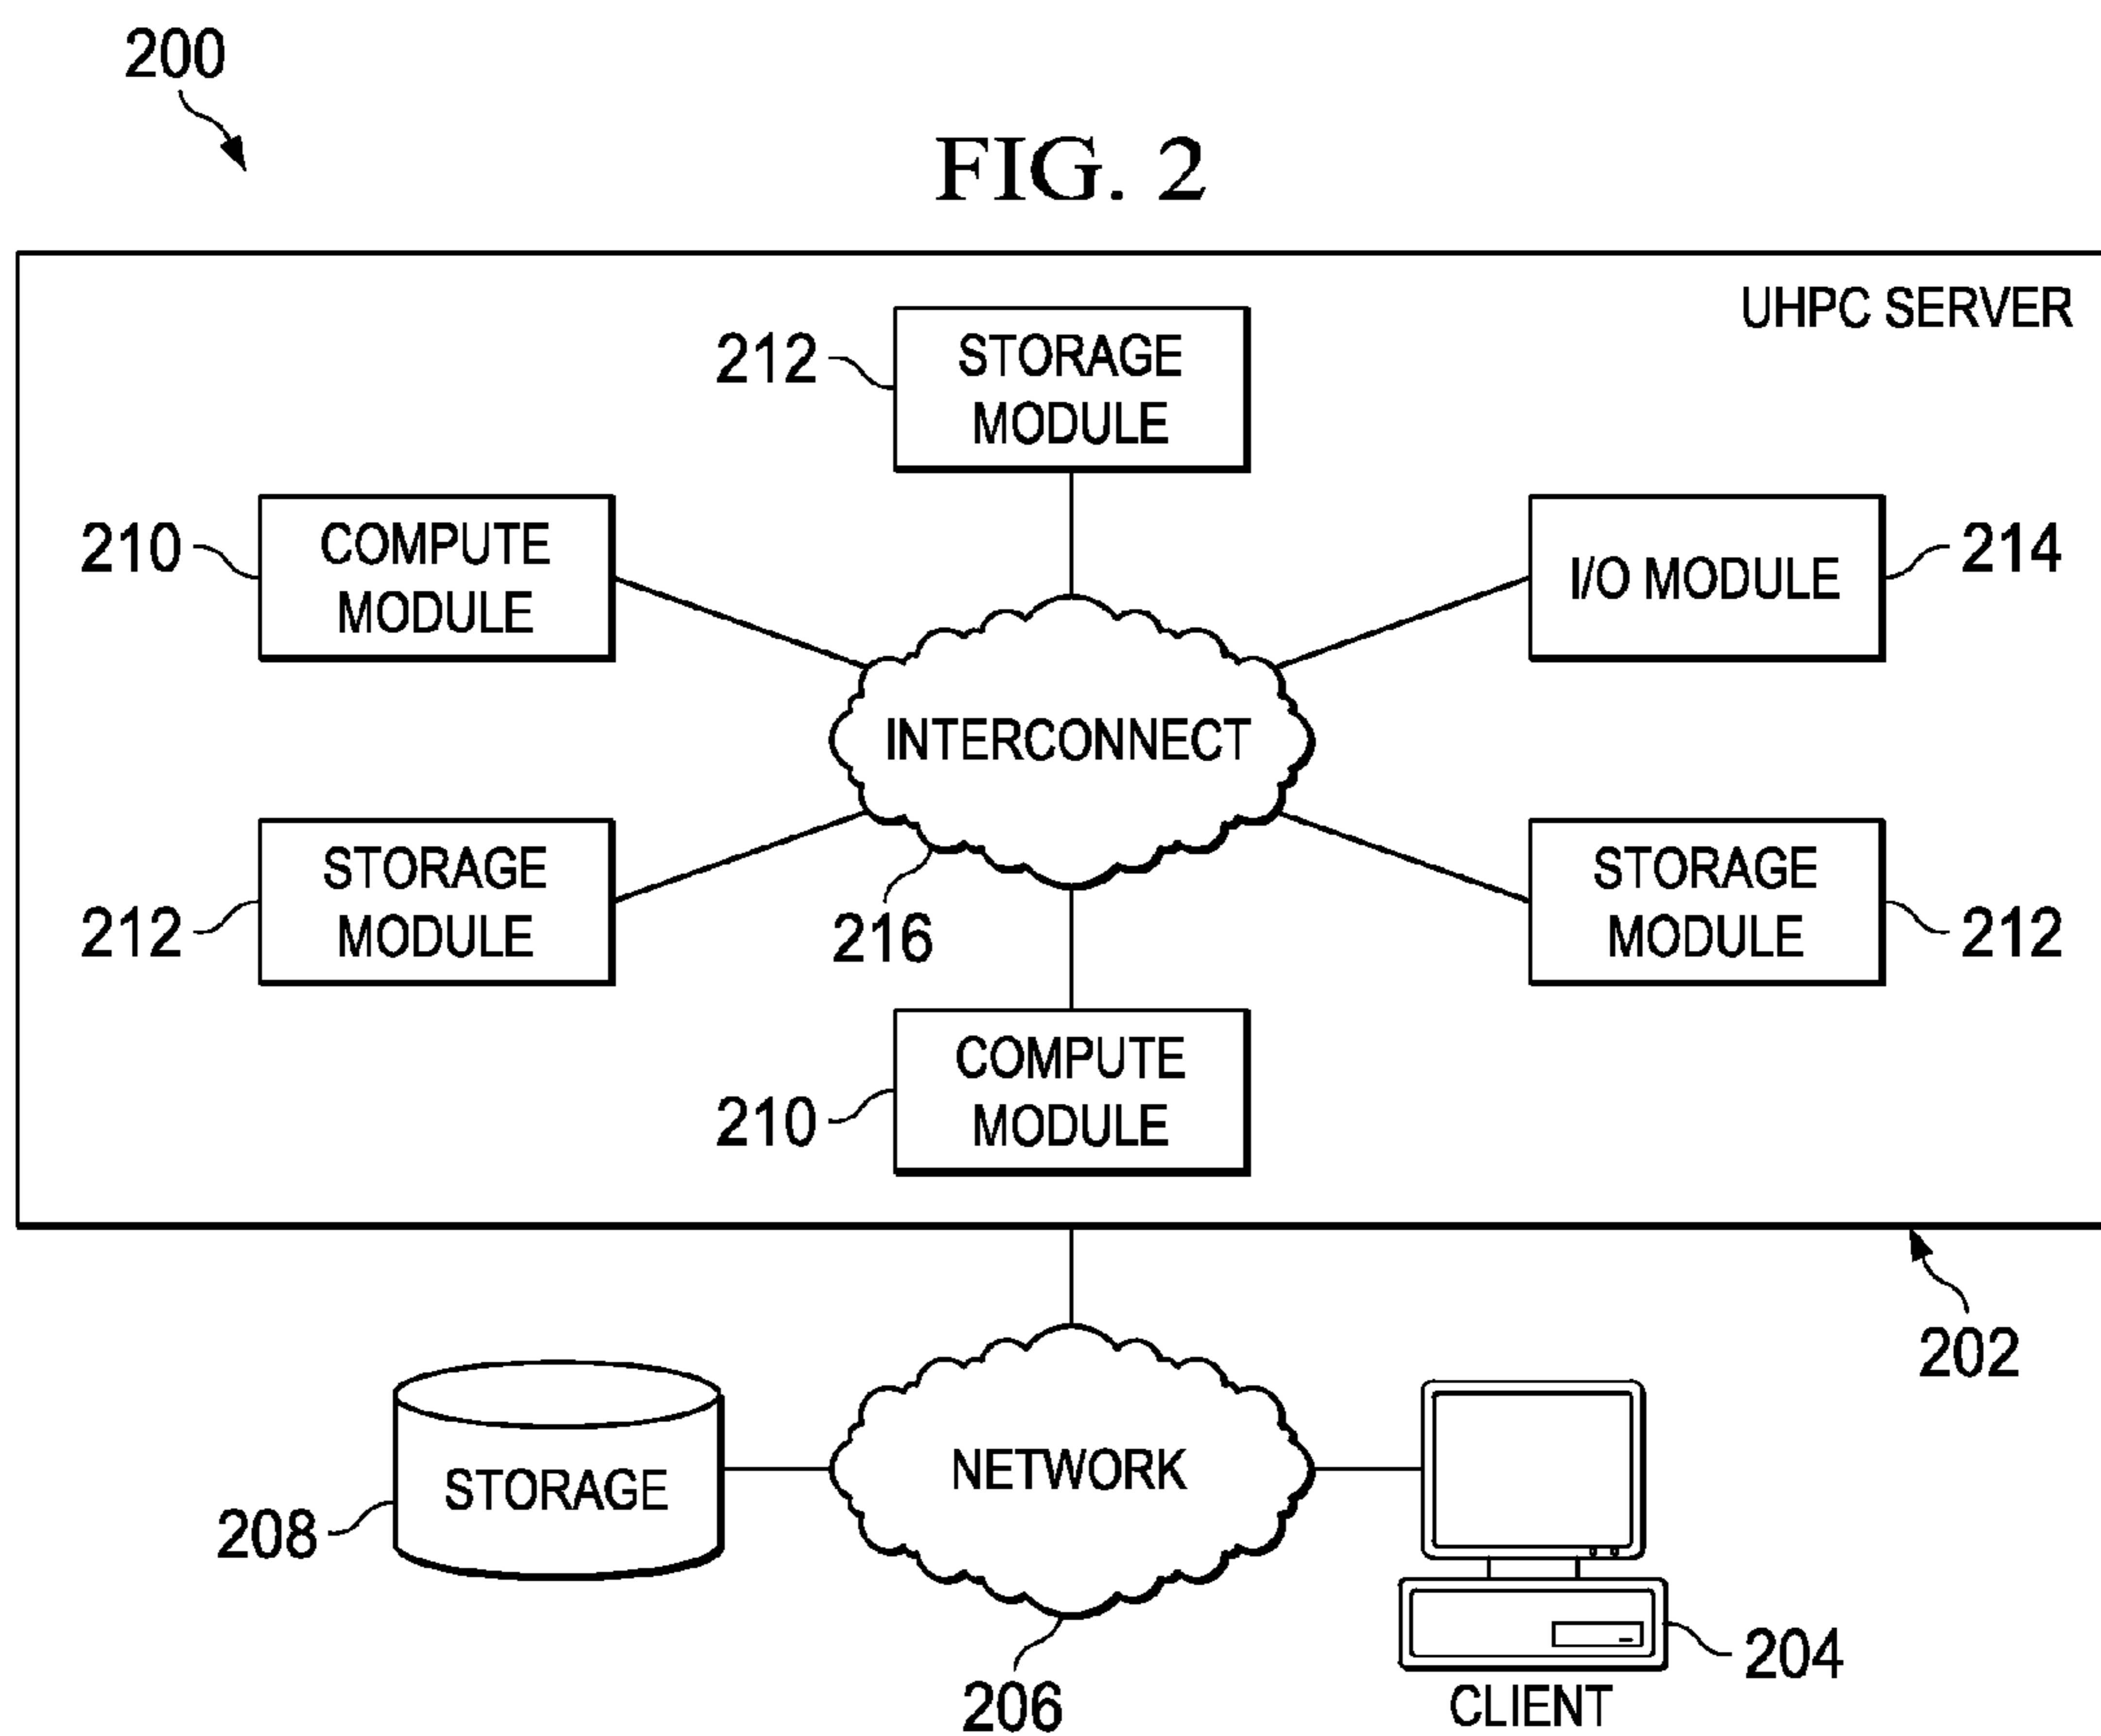 200
FIG. 2
UHPC SERVER
212
STORAGE
MODULE
210
COMPUTE
MODULE
I/O MODULE
214
INTERCONNECT
212
STORAGE
MODULE
216
STORAGE
MODULE
212
210
COMPUTE
MODULE
202
208
STORAGE
NETWORK
206
204
CLIENT